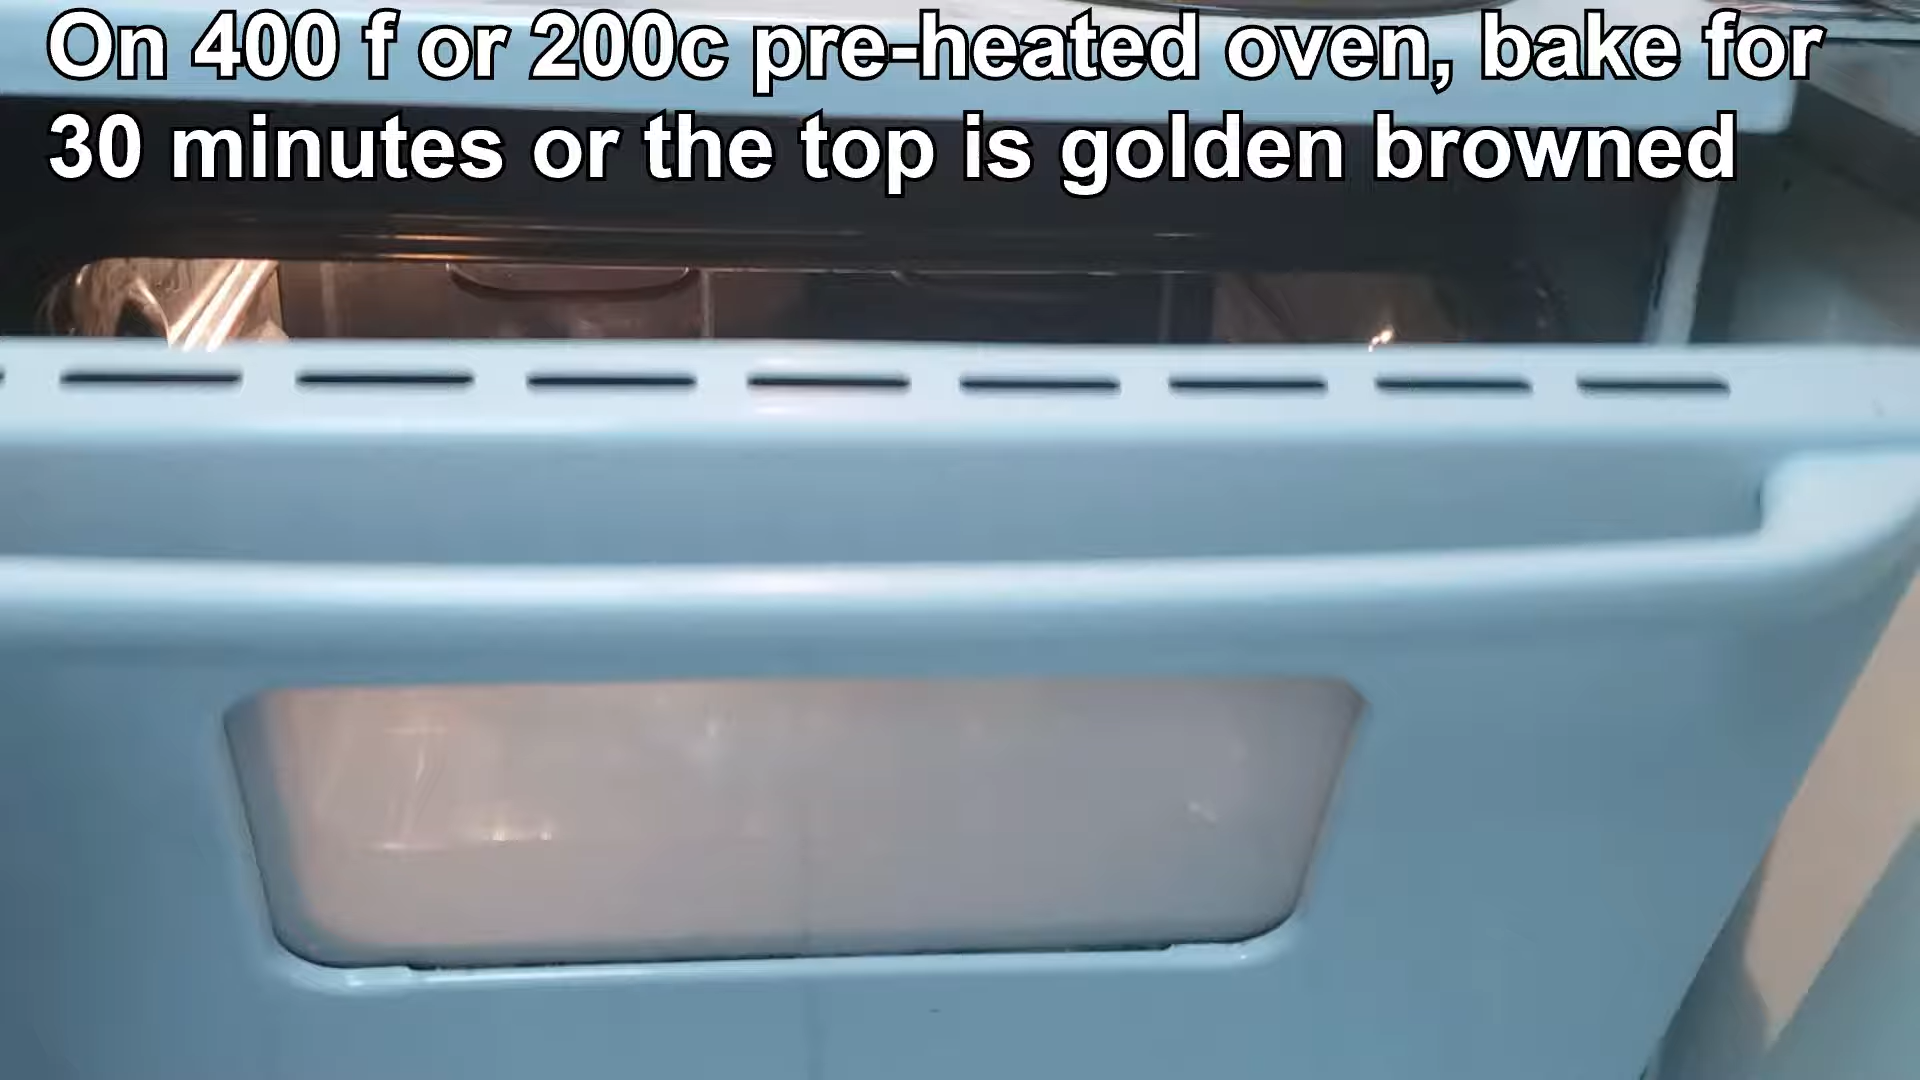 On 400 f or 200c pre-heated oven, bake for
30 minutes or the top is golden browned